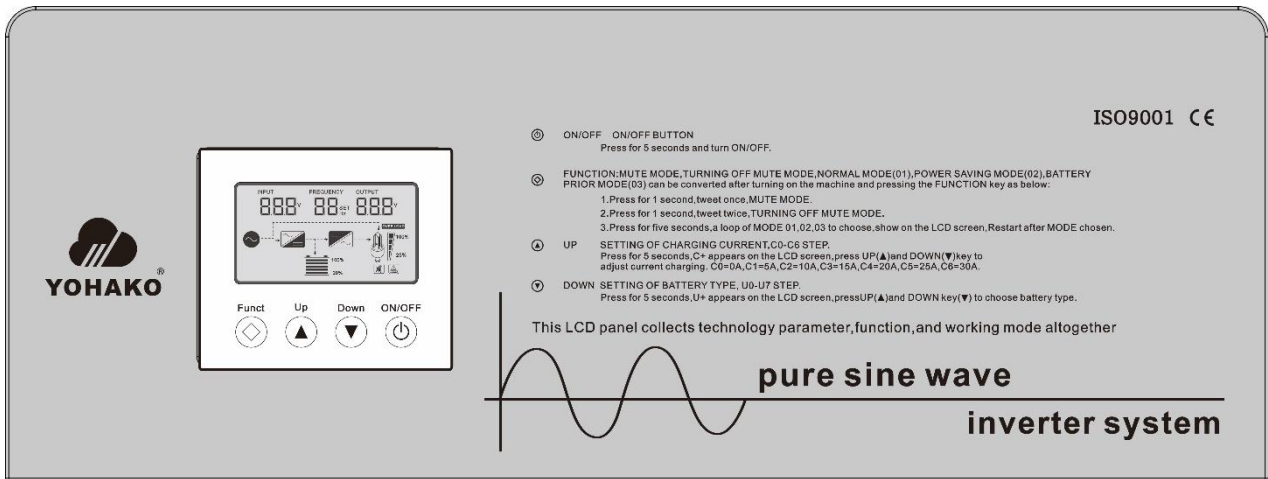 ISO9001 CE
ON/OFF ON/OFF BUTTON
Press for 5 seconds and turn ON/OFF.
FUNCTION:MUTE MODE,TURNING OFF MUTE MODE,NORMAL MODE(01),POWER SAVING MODE(02),BATTERY
PRIOR MODE(03) can be converted after turning on the machine and pressing the FUNCTION key as below:
1.Press for 1 second,tweet once,MUTE MODE.
2.Press for 1 second,tweet twice,TURNING OFF MUTE MODE.
3.Press for five seconds,a loop of MODE 01,02,03 to choose,show on the LCD screen,Restart after MODE chosen.
UP SETTING OF CHARGING CURRENT,C0-C6 STEP.
Press for 5 seconds,C+ appears on the LCD screen,press UP(▲)and DOWN(▼)key to
adjust current charging. C0=0A,C1=5A,C2=10A,C3=15A,C4=20A,C5=25A,C6=30A.
DOWN SETTING OF BATTERY TYPE, U0-U7 STEP.
Press for 5 seconds,U+ appears on the LCD screen,pressUP(▲)and DOWN key(▼) to choose battery type.
This LCD panel collects technology parameter,function,and working mode altogether
pure sine wave
inverter system
YOHAKO®
INPUT FREQUENCY OUTPUT
888 V 88 Hz 888 V
100%
25%
100%
20%
Funct Up Down ON/OFF